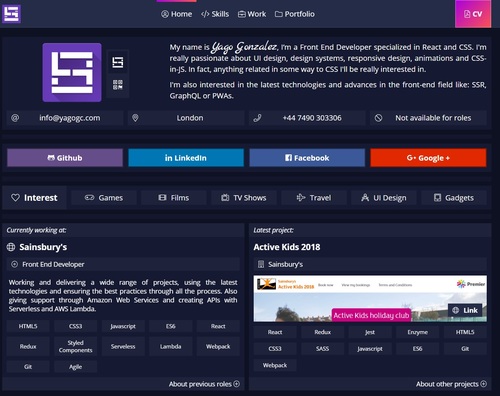 Home
</> Skills
Work
Portfolio
CV
My name is Yago Gonzalez, I'm a Front End Developer specialized in React and CSS. I'm
really passionate about UI design, design systems, responsive design, animations and CSS-
in-JS. In fact, anything related in some way to CSS I'll be really interested in.
I'm also interested in the latest technologies and advances in the front-end field like: SSR,
GraphQL or PWAs.
info@yagogc.com
London
+44 7490 303306
Not available for roles
Github
in LinkedIn
Facebook
G+ Google +
Interest
Games
Films
TV Shows
Travel
UI Design
Gadgets
Currently working at:
Sainsbury's
Front End Developer
Working and delivering a wide range of projects, using the latest
technologies and ensuring the best practices through all the process. Also
giving support through Amazon Web Services and creating APIs with
Serverless and AWS Lambda.
HTML5
CSS3
Javascript
ES6
React
Redux
Styled
Components
Serveless
Lambda
Webpack
Git
Agile
About previous roles
Latest project:
Active Kids 2018
Sainsbury's
Sainsbury's
Active Kids 2018
Book now
View my bookings
Terms and Conditions
Premier
Active Kids holiday club
Link
React
Redux
Jest
Enzyme
HTML5
CSS3
SASS
Javascript
ES6
Git
Webpack
About other projects